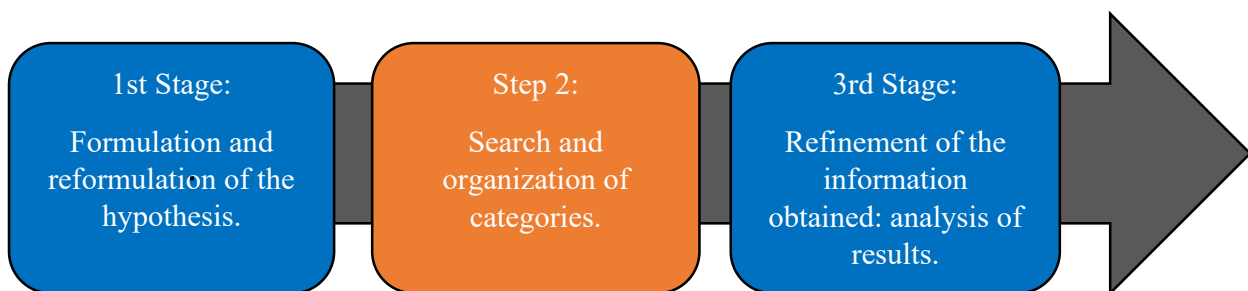 1st Stage:
Formulation and
reformulation of the
hypothesis.
Step 2:
Search and
organization of
categories.
3rd Stage:
Refinement of the
information
obtained: analysis of
results.